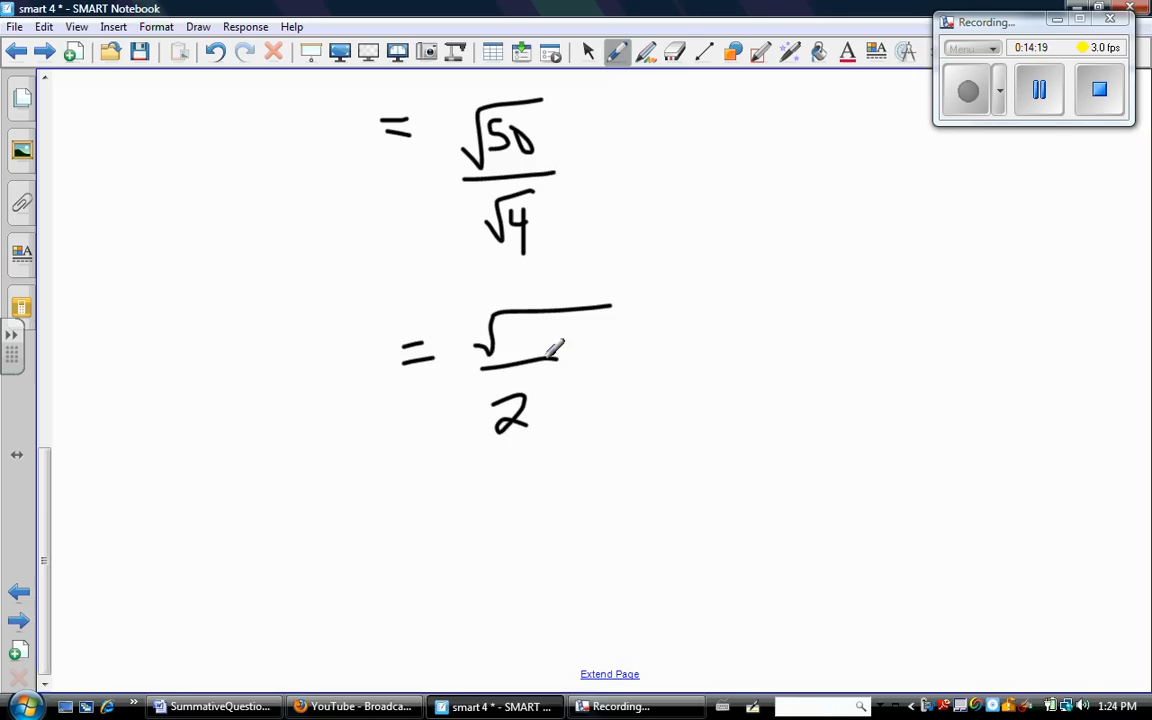 smart 4 * - SMART Notebook
File Edit View Insert Format Draw Response Help
Recording...
Menu
0:14:19
3.0 fps
= √50
√4
= √
2
Extend Page
SummativeQuestio...
YouTube - Broadca...
smart 4 * - SMART ...
Recording...
1:24 PM